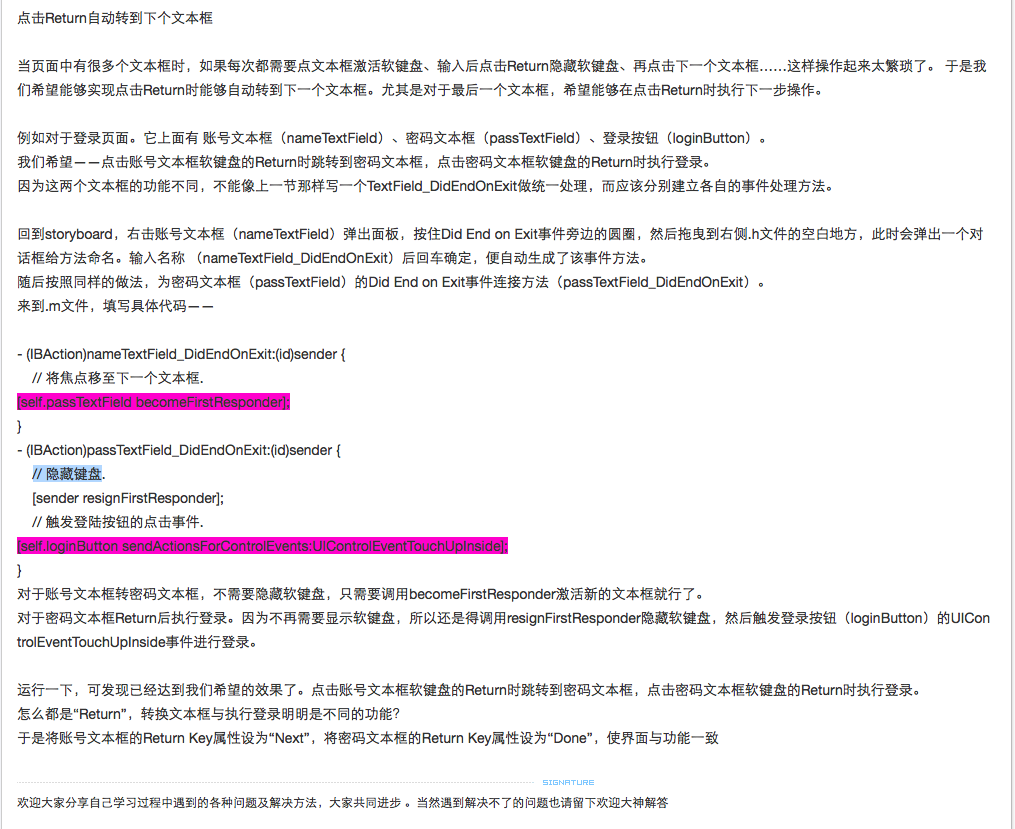 点击Return自动转到下个文本框
当页面中有很多个文本框时，如果每次都需要点文本框激活软键盘、输入后点击Return隐藏软键盘、再点击下一个文本框……这样操作起来太繁琐了。 于是我
们希望能够实现点击Return时能够自动转到下一个文本框。尤其是对于最后一个文本框，希望能够在点击Return时执行下一步操作。
例如对于登录页面。它上面有 账号文本框（nameTextField）、密码文本框（passTextField）、登录按钮（loginButton）。
我们希望——点击账号文本框软键盘的Return时跳转到密码文本框，点击密码文本框软键盘的Return时执行登录。
因为这两个文本框的功能不同，不能像上一节那样写一个TextField_DidEndOnExit做统一处理，而应该分别建立各自的事件处理方法。
回到storyboard，右击账号文本框（nameTextField）弹出面板，按住Did End on Exit事件旁边的圆圈，然后拖曳到右侧.h文件的空白地方，此时会弹出一个对
话框给方法命名。输入名称 （nameTextField_DidEndOnExit）后回车确定，便自动生成了该事件方法。
随后按照同样的做法，为密码文本框（passTextField）的Did End on Exit事件连接方法（passTextField_DidEndOnExit）。
来到.m文件，填写具体代码——
- (IBAction)nameTextField_DidEndOnExit:(id)sender {
// 将焦点移至下一个文本框.
[self.passTextField becomeFirstResponder];
}
- (IBAction)passTextField_DidEndOnExit:(id)sender {
// 隐藏键盘.
[sender resignFirstResponder];
// 触发登陆按钮的点击事件.
[self.loginButton sendActionsForControlEvents:UIControlEventTouchUpInside];
}
对于账号文本框转密码文本框，不需要隐藏软键盘，只需要调用becomeFirstResponder激活新的文本框就行了。
对于密码文本框Return后执行登录。因为不再需要显示软键盘，所以还是得调用resignFirstResponder隐藏软键盘，然后触发登录按钮（loginButton）的UICon
trolEventTouchUpInside事件进行登录。
运行一下，可发现已经达到我们希望的效果了。点击账号文本框软键盘的Return时跳转到密码文本框，点击密码文本框软键盘的Return时执行登录。
怎么都是“Return”，转换文本框与执行登录明明是不同的功能?
于是将账号文本框的Return Key属性设为“Next”，将密码文本框的Return Key属性设为“Done”，使界面与功能一致
SIGNATURE
欢迎大家分享自己学习过程中遇到的各种问题及解决方法，大家共同进步 。当然遇到解决不了的问题也请留下欢迎大神解答